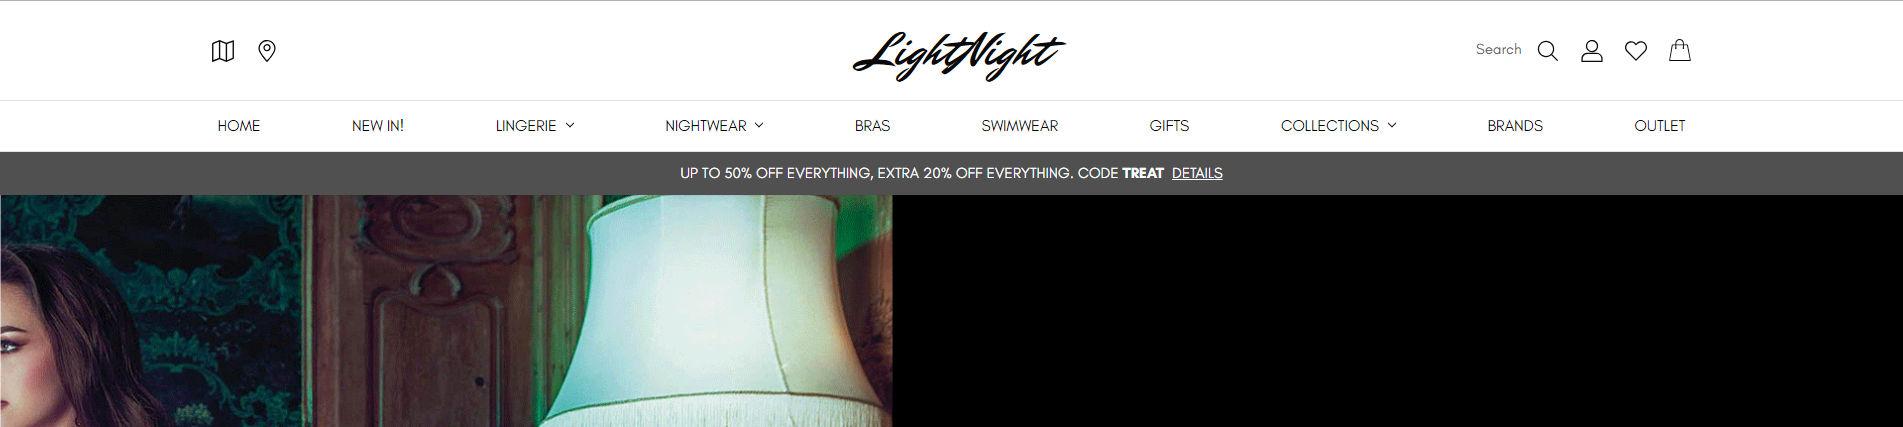 LightNight
Search
HOME NEW IN! LINGERIE NIGHTWEAR BRAS SWIMWEAR GIFTS COLLECTIONS BRANDS OUTLET
UP TO 50% OFF EVERYTHING, EXTRA 20% OFF EVERYTHING. CODE TREAT DETAILS